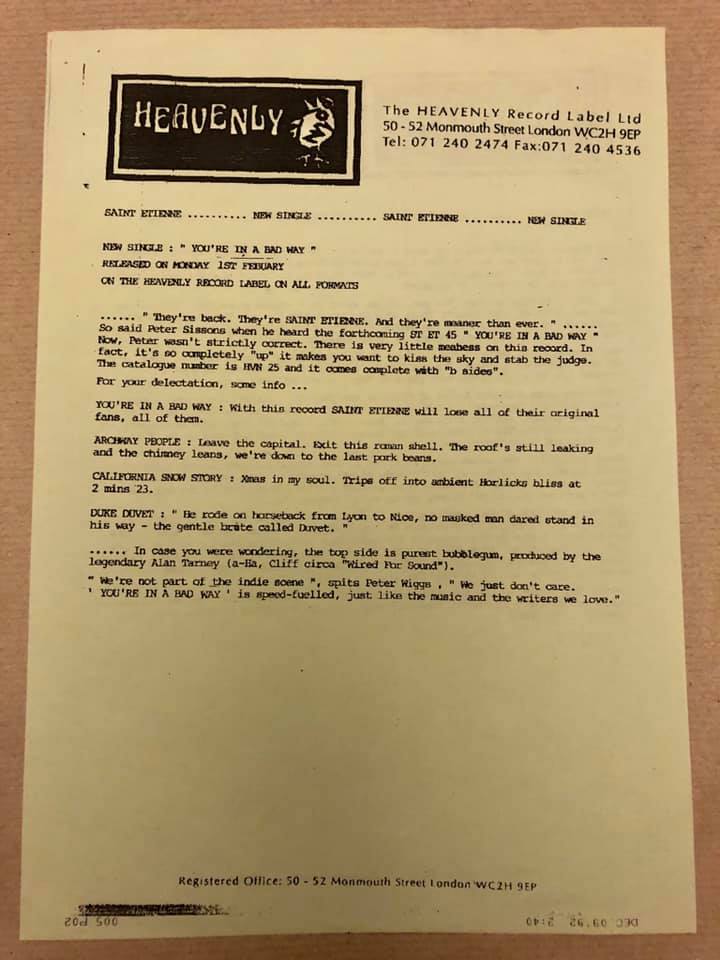 HEAVENLY
The HEAVENLY Record Label Ltd
50 - 52 Monmouth Street London WC2H 9EP
Tel: 071 240 2474 Fax:071 240 4536
SAINT ETIENNE .......... NEW SINGLE .......... SAINT ETIENNE .......... NEW SINGLE
NEW SINGLE : " YOU'RE IN A BAD WAY "
RELEASED ON MONDAY 1ST FEBUARY
ON THE HEAVENLY RECORD LABEL ON ALL FORMATS
...... " They're back. They're SAINT ETIENNE. And they're meaner than ever. " ......
So said Peter Sissons when he heard the forthcoming ST ET 45 " YOU'RE IN A BAD WAY "
Now, Peter wasn't strictly correct. There is very little meabess on this record. In
fact, it's so completely "up" it makes you want to kiss the sky and stab the judge.
The catalogue number is HVN 25 and it comes complete with "b sides".
For your delectation, some info ...
YOU'RE IN A BAD WAY : With this record SAINT ETIENNE will lose all of their original
fans, all of them.
ARCHWAY PEOPLE : Leave the capital. Exit this roman shell. The roof's still leaking
and the chimney leans, we're down to the last pork beans.
CALIFORNIA SNOW STORY : Xmas in my soul. Trips off into ambient Horlicks bliss at
2 mins '23.
DUKE DUVET : " He rode on horseback from Lyon to Nice, no masked man dared stand in
his way - the gentle brute called Duvet. "
...... In case you were wondering, the top side is purest bubblegum, produced by the
legendary Alan Tarney (a-Ha, Cliff circa "Wired For Sound").
" We're not part of the indie scene ", spits Peter Wiggs , " We just don't care.
' YOU'RE IN A BAD WAY ' is speed-fuelled, just like the music and the writers we love."
Registered Office: 50 - 52 Monmouth Street London WC2H 9EP
005 P02
DEC 09,92 2:40